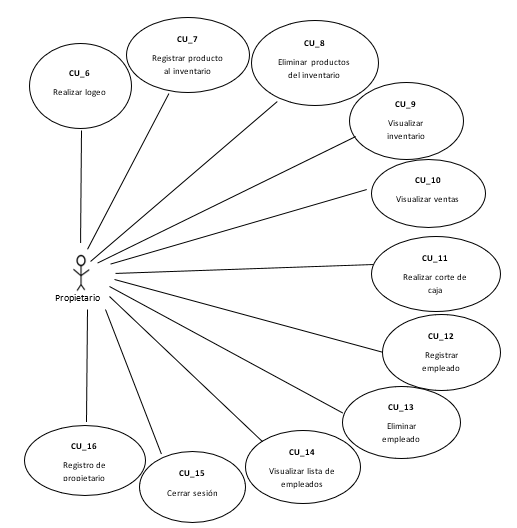 CU_6
Realizar logeo
CU_7
Registrar producto
al inventario
CU_8
Eliminar productos
del inventario
CU_9
Visualizar
inventario
CU_10
Visualizar ventas
CU_11
Realizar corte de
caja
Propietario
CU_12
Registrar
empleado
CU_13
Eliminar
empleado
CU_14
Visualizar lista de
empleados
CU_15
Cerrar sesión
CU_16
Registro de
propietario